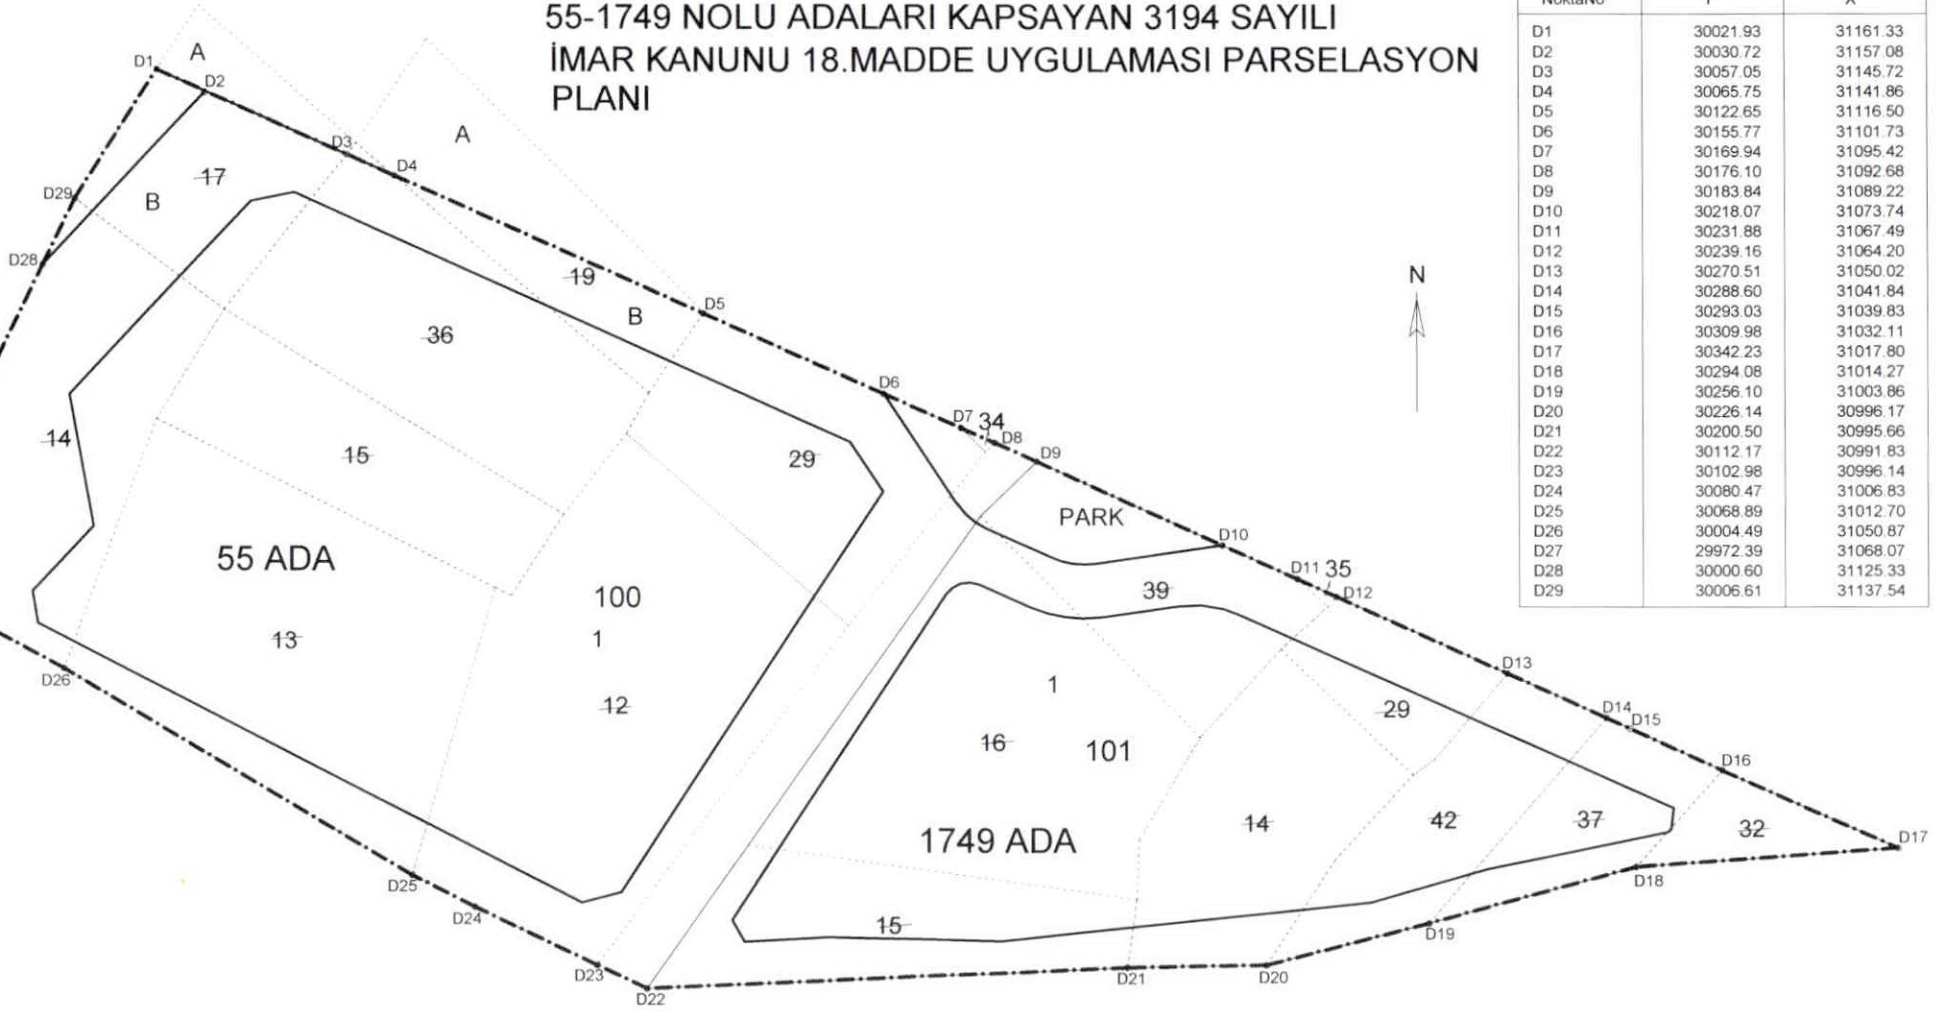 55-1749 NOLU ADALARI KAPSAYAN 3194 SAYILI
İMAR KANUNU 18.MADDE UYGULAMASI PARSELASYON
PLANI
NoktaNo Y X
D1 30021.93 31161.33
D2 30030.72 31157.08
D3 30057.05 31145.72
D4 30065.75 31141.86
D5 30122.65 31116.50
D6 30155.77 31101.73
D7 30169.94 31095.42
D8 30176.10 31092.68
D9 30183.84 31089.22
D10 30218.07 31073.74
D11 30231.88 31067.49
D12 30239.16 31064.20
D13 30270.51 31050.02
D14 30288.60 31041.84
D15 30293.03 31039.83
D16 30309.98 31032.11
D17 30342.23 31017.80
D18 30294.08 31014.27
D19 30256.10 31003.86
D20 30226.14 30996.17
D21 30200.50 30995.66
D22 30112.17 30991.83
D23 30102.98 30996.14
D24 30080.47 31006.83
D25 30068.89 31012.70
D26 30004.49 31050.87
D27 29972.39 31068.07
D28 30000.60 31125.33
D29 30006.61 31137.54
D1
A
D2
A
D3
D4
17
D29
B
D28
19
D5
B
N
36
D6
D7
34
D8
14
15
29
D9
PARK
D10
55 ADA
D11
35
D12
100
39
1
13
D26
1
D13
12
29
D14
D15
16
101
D16
14
42
37
32
1749 ADA
D17
D18
D25
D24
15
D19
D23
D21
D20
D22